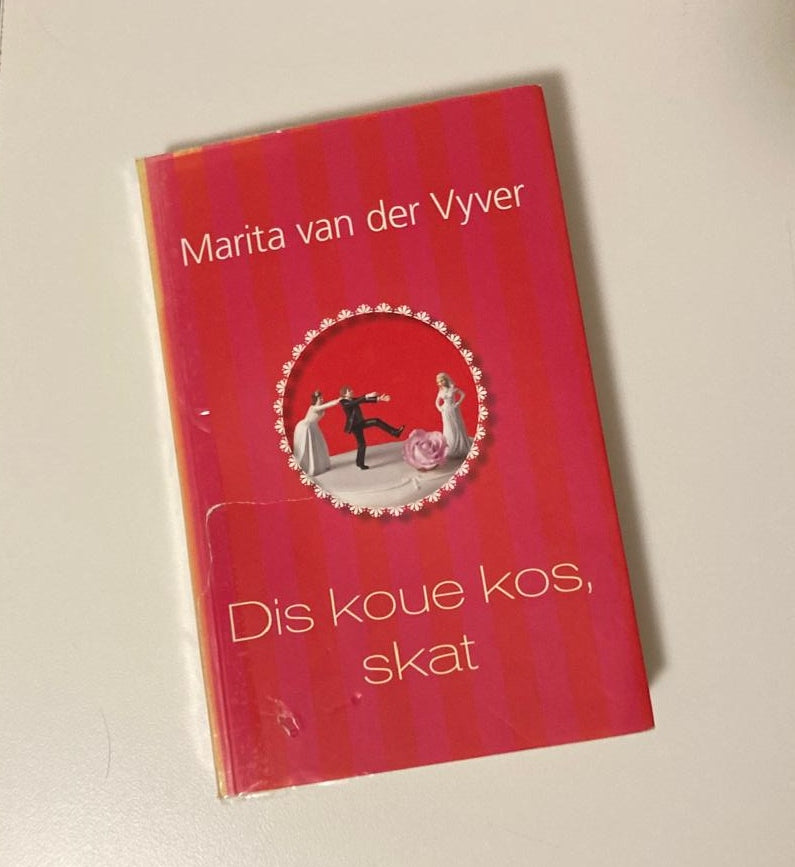 Marita van der Vyver
Dis koue kos,
skat